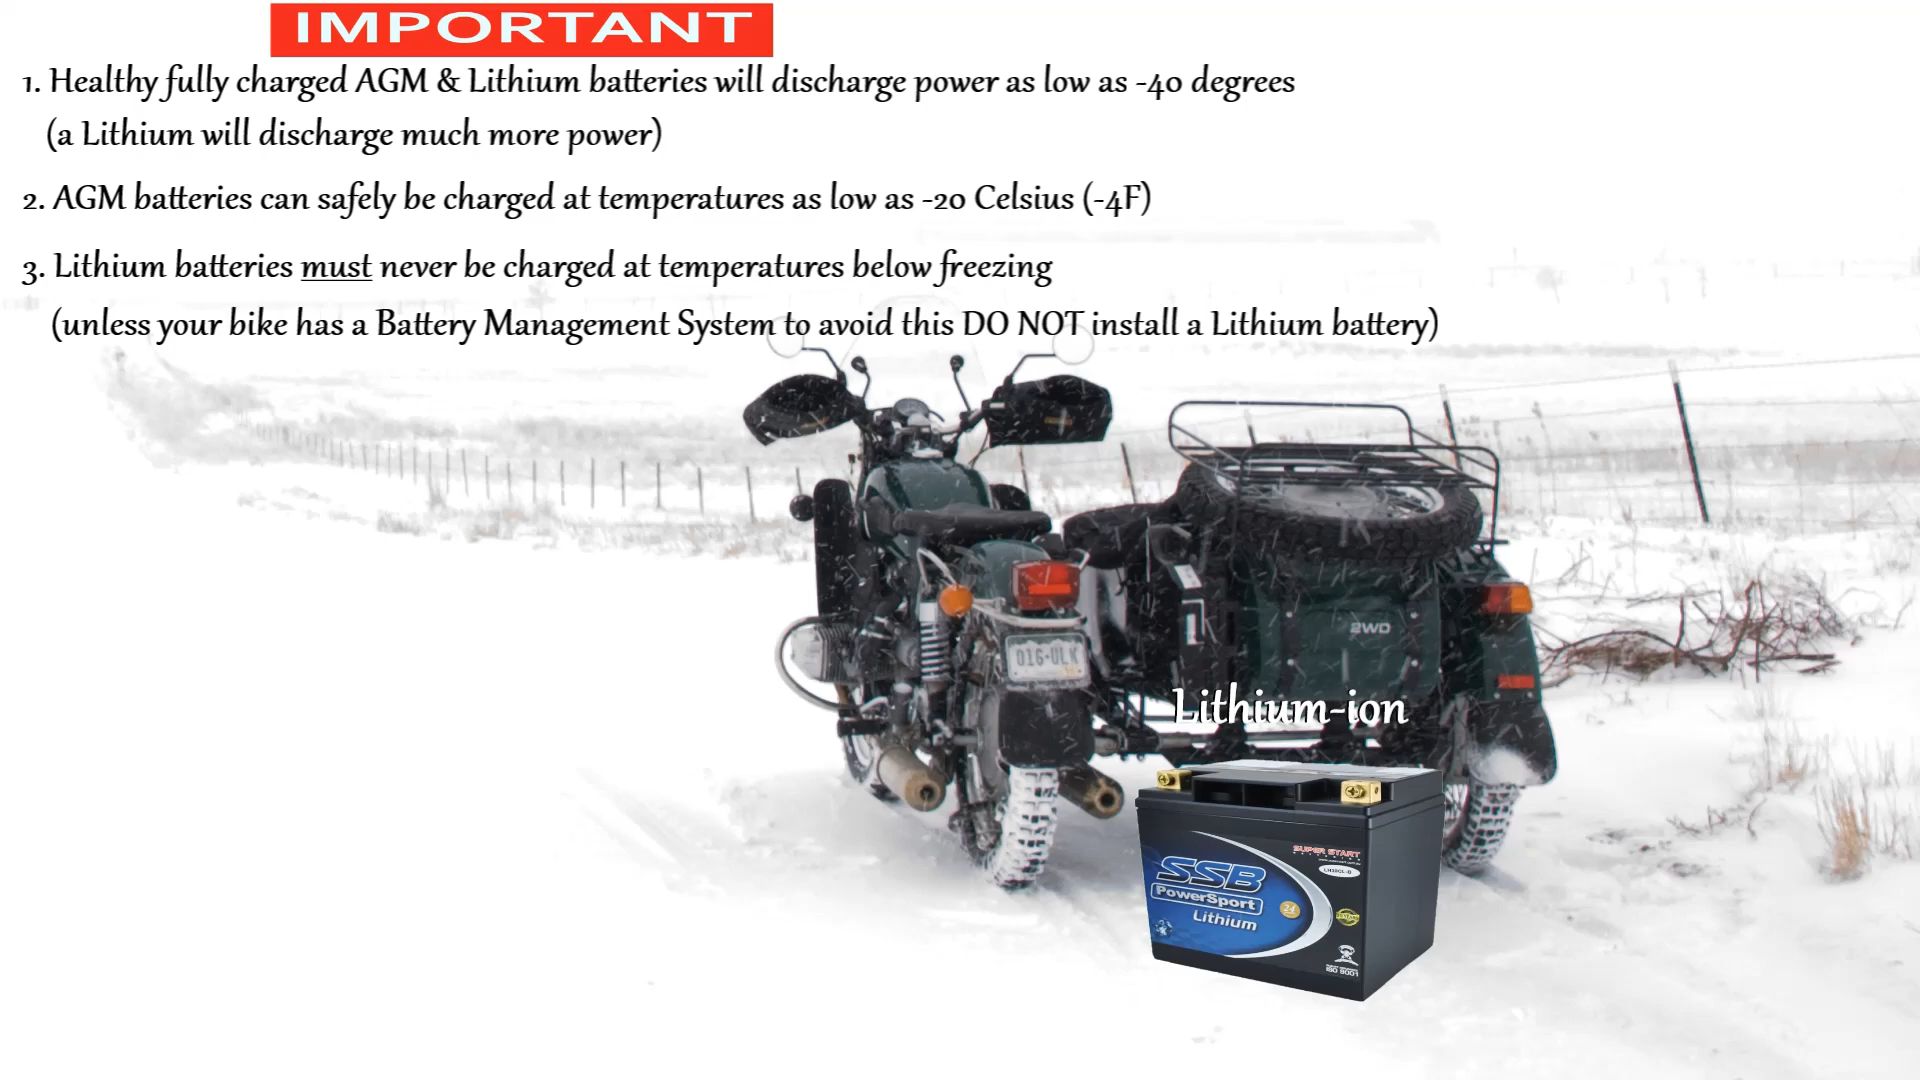 IMPORTANT
1. Healthy fully charged AGM & Lithium batteries will discharge power as low as -40 degrees
(a Lithium will discharge much more power)
2. AGM batteries can safely be charged at temperatures as low as -20 Celsius (-4F)
3. Lithium batteries must never be charged at temperatures below freezing
(unless your bike has a Battery Management System to avoid this DO NOT install a Lithium battery)
2WD
016-ULK
Lithium-ion
SUPER START
SSB
PowerSport
Lithium
24
ISO 9001